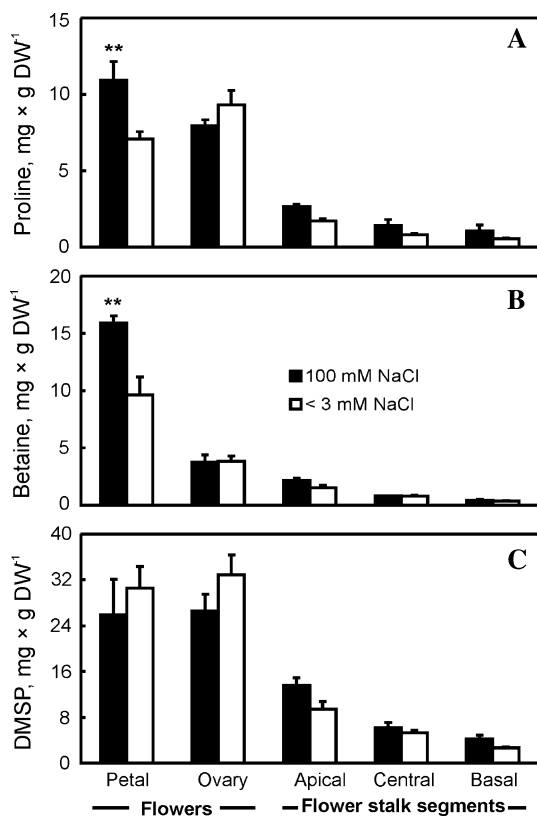 15
10
5
0
Proline, mg × g DW-1
**
A
20
15
10
5
0
Betaine, mg × g DW-1
**
B
100 mM NaCl
< 3 mM NaCl
40
32
24
16
8
0
DMSP, mg × g DW-1
C
Petal Ovary Apical Central Basal
Flowers Flower stalk segments